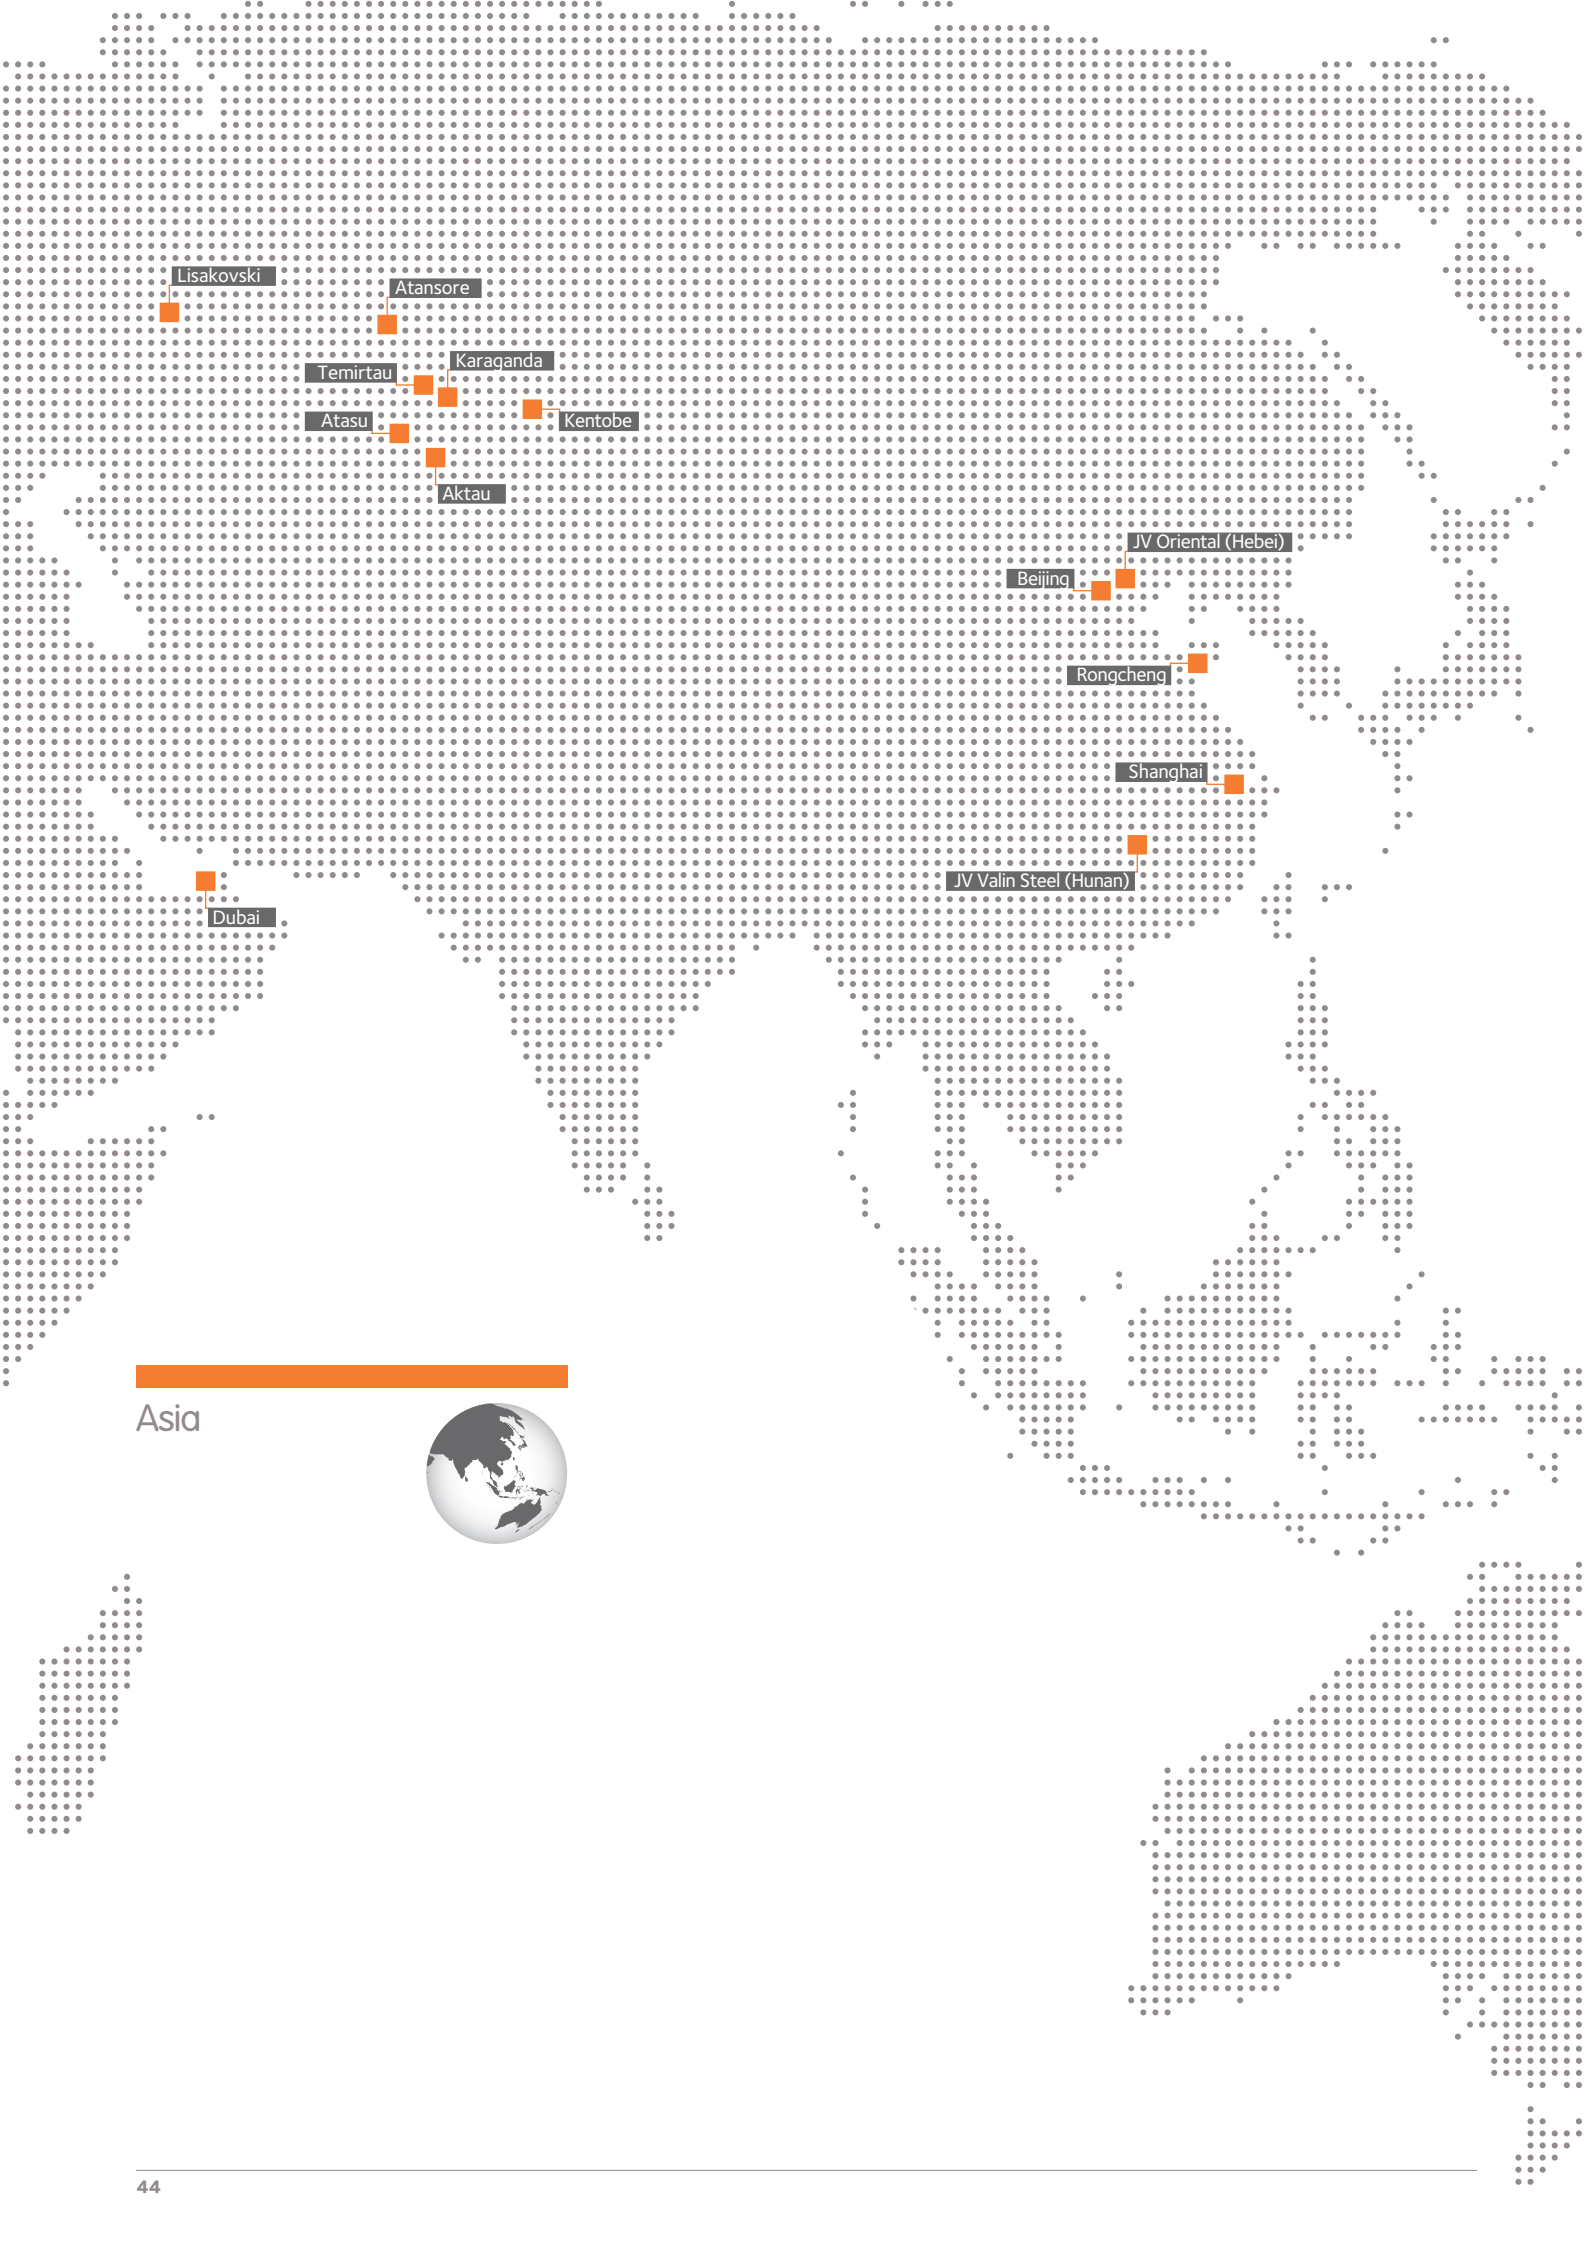 Lisakovski
Atansore
Karaganda
Temirtau
Atasu
Kentobe
Aktau
JV Oriental (Hebei)
Beijing
Rongcheng
Shanghai
JV Valin Steel (Hunan)
Dubai
Asia
44